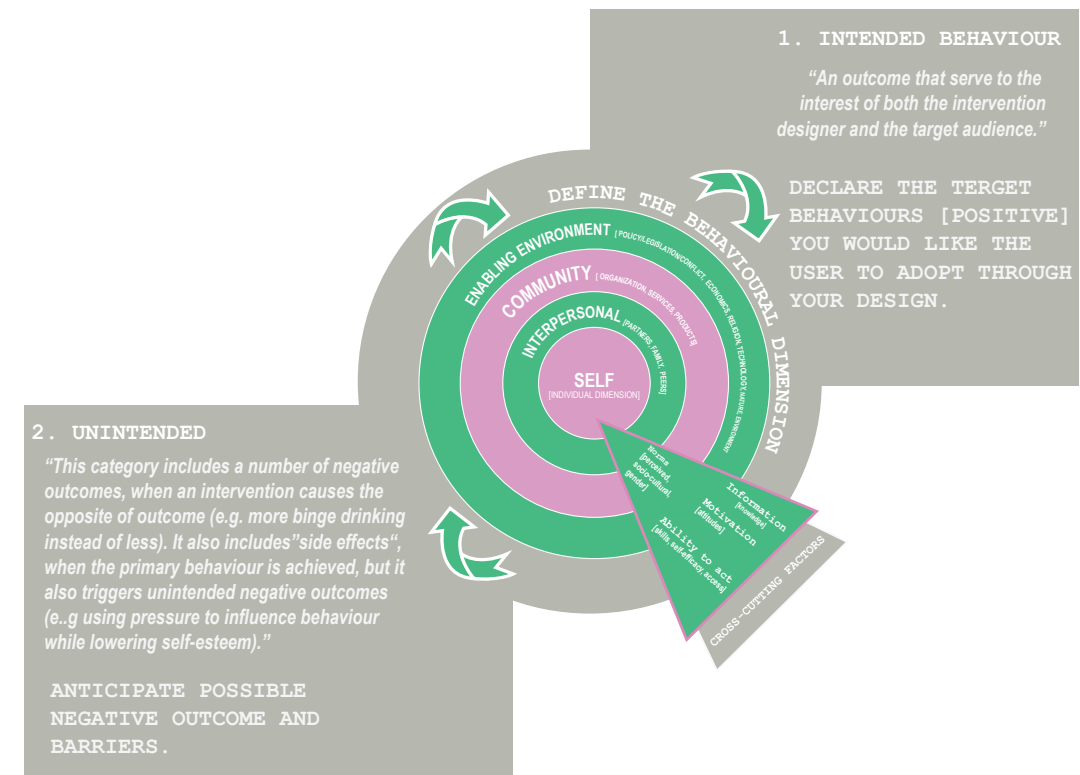 1. INTENDED BEHAVIOUR
“An outcome that serve to the
interest of both the intervention
designer and the target audience.”
DECLARE THE TERGET
BEHAVIOURS [POSITIVE]
YOU WOULD LIKE THE
USER TO ADOPT THROUGH
YOUR DESIGN.
DEFINE THE BEHAVIOURAL DIMENSION
ENABLING ENVIRONMENT [ POLICY/LEGISLATION/CONFLICT, ECONOMICS, RELIGION, TECHNOLOGY, NATURE, ENVIRONMENT
COMMUNITY [ ORGANIZATION, SERVICES, PRODUCTS]
INTERPERSONAL [PARTNERS, FAMILY, PEERS]
SELF
[INDIVIDUAL DIMENSION]
Norms
[perceived,
socio-cultural,
gender]
Information
[knowledge]
Motivation
[attitudes]
Ability to act
[skills, self-efficacy, access]
CROSS-CUTTING FACTORS
2. UNINTENDED
“This category includes a number of negative
outcomes, when an intervention causes the
opposite of outcome (e.g. more binge drinking
instead of less). It also includes”side effects“,
when the primary behaviour is achieved, but it
also triggers unintended negative outcomes
(e..g using pressure to influence behaviour
while lowering self-esteem).”
ANTICIPATE POSSIBLE
NEGATIVE OUTCOME AND
BARRIERS.